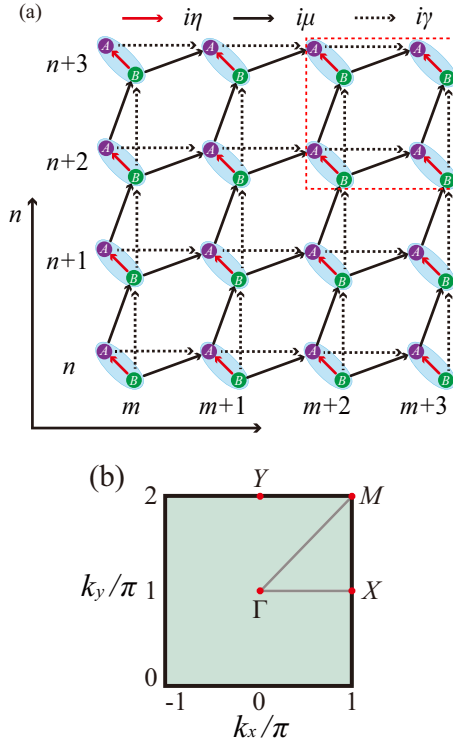 (a) iη iμ iγ
A A A A
n+3
B B B B
A A A A
n+2
B B B B
n
A A A A
n+1
B B B B
A A A A
n
B B B B
m m+1 m+2 m+3
(b)
Y
2 M
k_y/π 1 X
Γ
0
-1 0 1
k_x/π